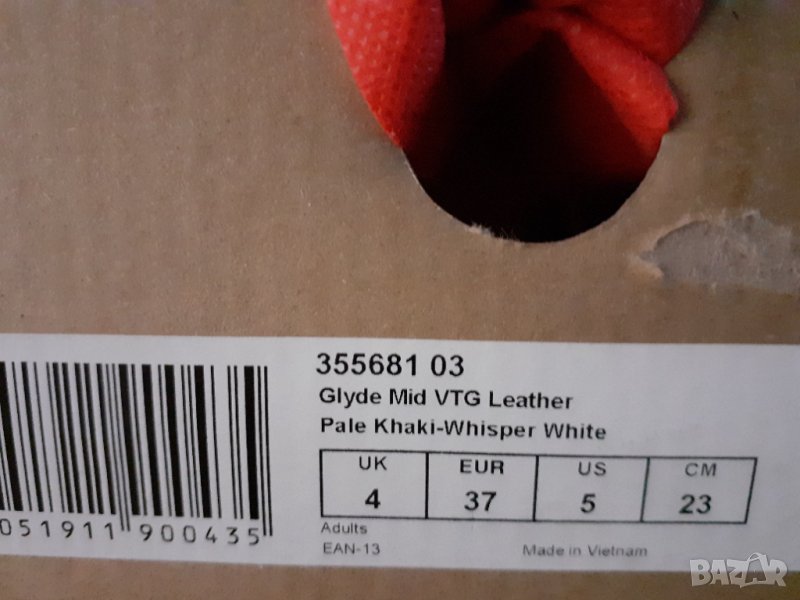 355681 03
Glyde Mid VTG Leather
Pale Khaki-Whisper White
UK EUR US CM
4 37 5 23
051911 900435
Adults
EAN-13 Made in Vietnam
BAZAR